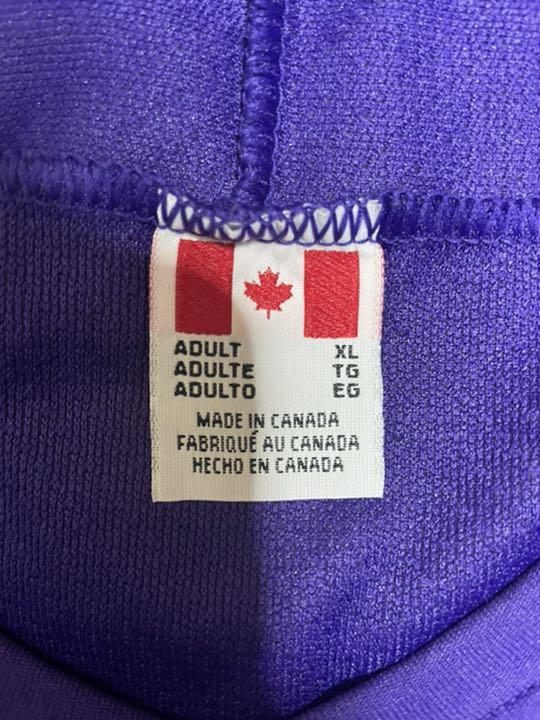 ADULT XL
ADULTE TG
ADULTO EG
MADE IN CANADA
FABRIQUÉ AU CANADA
HECHO EN CANADA